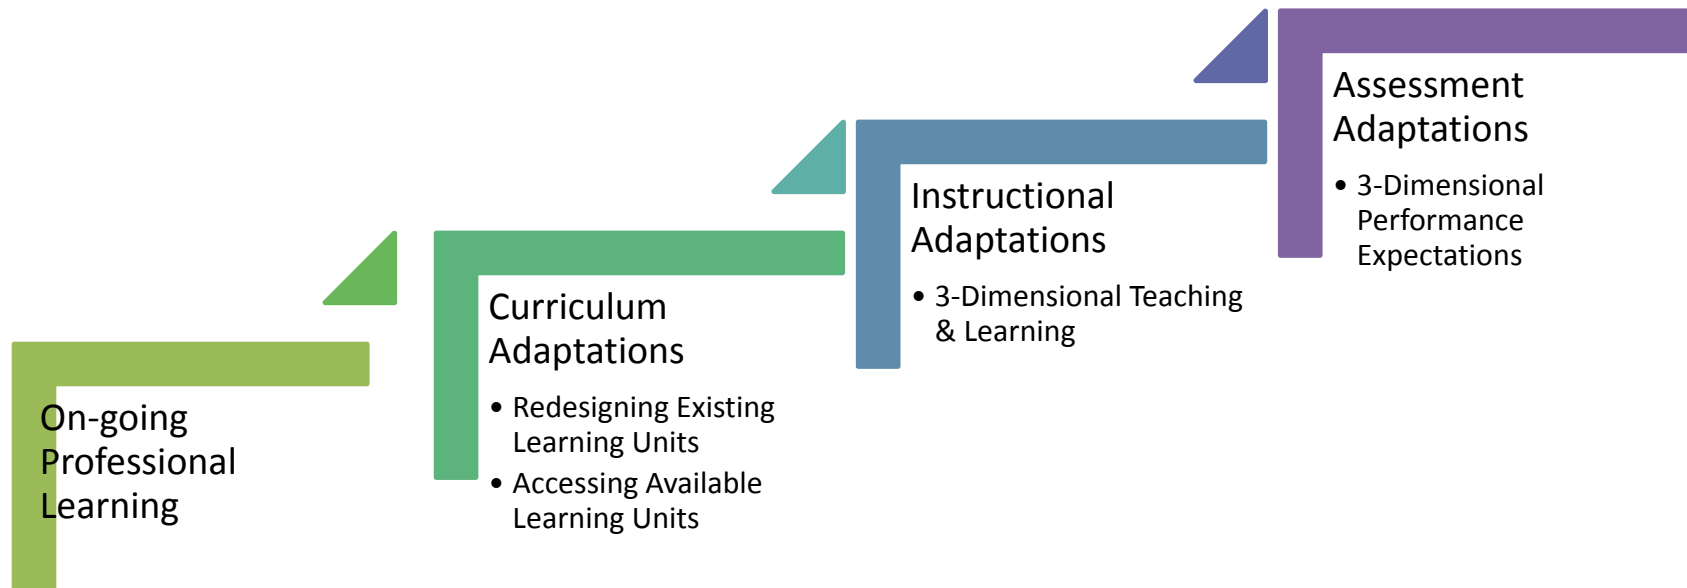 On-going
Professional
Learning
Curriculum
Adaptations
• Redesigning Existing
Learning Units
• Accessing Available
Learning Units
Instructional
Adaptations
• 3-Dimensional Teaching
& Learning
Assessment
Adaptations
• 3-Dimensional
Performance
Expectations